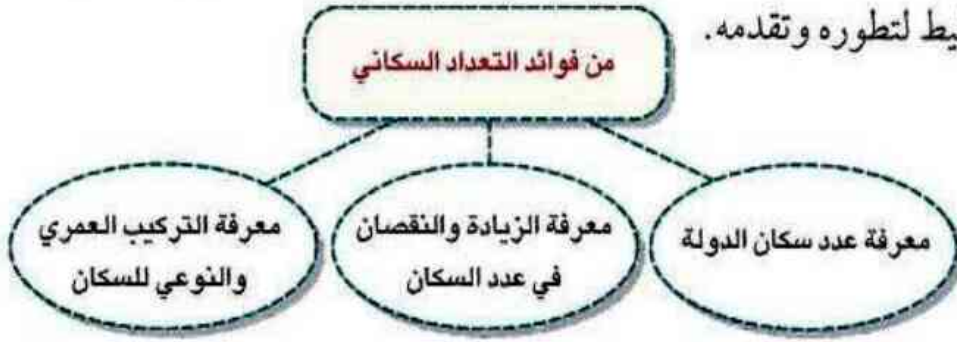 لتطوره وتقدمه.
من فوائد التعداد السكاني
معرفة عدد سكان الدولة
معرفة الزيادة والنقصان
في عدد السكان
معرفة التركيب العمري
والنوعي للسكان